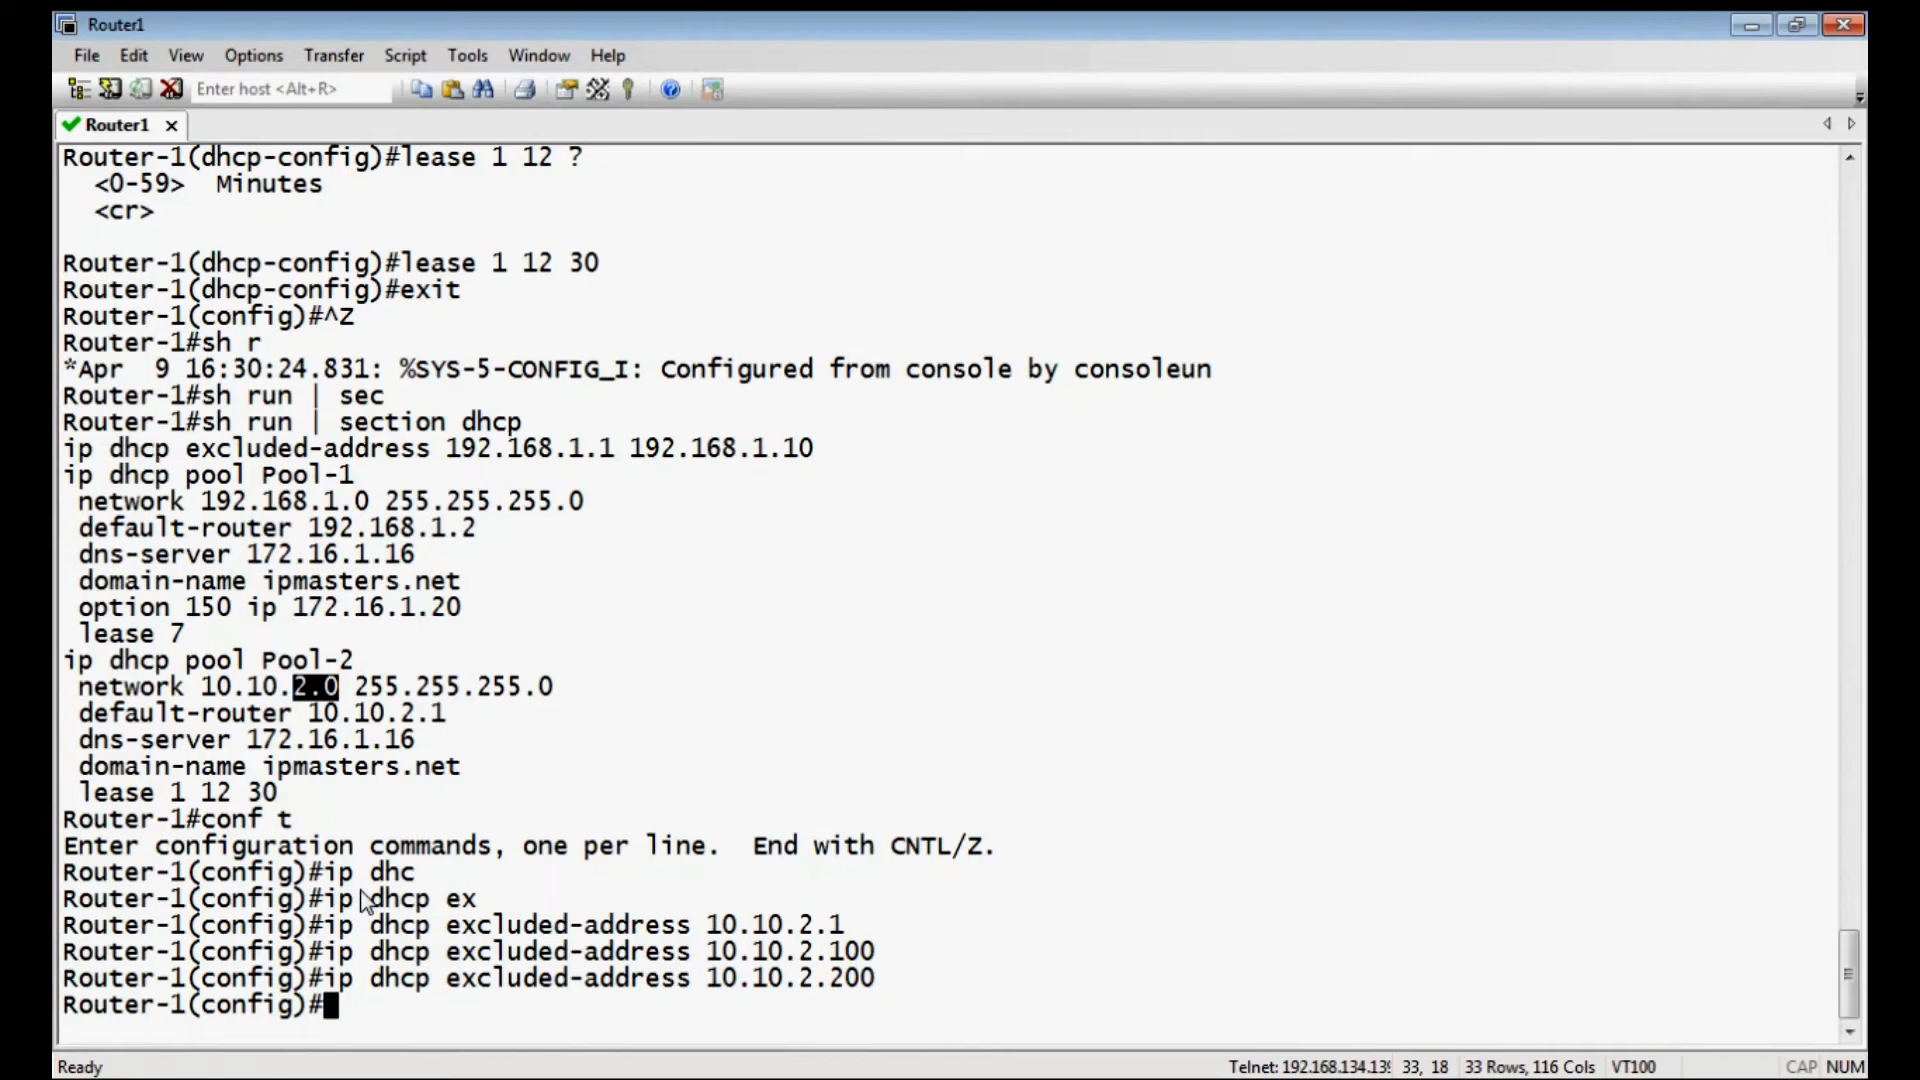 Router1
File Edit View Options Transfer Script Tools Window Help
Enter host <Alt+R>
Router1
Router-1(dhcp-config)#lease 1 12 ?
<0-59> Minutes
<cr>
Router-1(dhcp-config)#lease 1 12 30
Router-1(dhcp-config)#exit
Router-1(config)#^Z
Router-1#sh r
*Apr 9 16:30:24.831: %SYS-5-CONFIG_I: Configured from console by consoleun
Router-1#sh run | sec
Router-1#sh run | section dhcp
ip dhcp excluded-address 192.168.1.1 192.168.1.10
ip dhcp pool Pool-1
network 192.168.1.0 255.255.255.0
default-router 192.168.1.2
dns-server 172.16.1.16
domain-name ipmasters.net
option 150 ip 172.16.1.20
lease 7
ip dhcp pool Pool-2
network 10.10.2.0 255.255.255.0
default-router 10.10.2.1
dns-server 172.16.1.16
domain-name ipmasters.net
lease 1 12 30
Router-1#conf t
Enter configuration commands, one per line. End with CNTL/Z.
Router-1(config)#ip dhc
Router-1(config)#ip dhcp ex
Router-1(config)#ip dhcp excluded-address 10.10.2.1
Router-1(config)#ip dhcp excluded-address 10.10.2.100
Router-1(config)#ip dhcp excluded-address 10.10.2.200
Router-1(config)#
Ready Telnet: 192.168.134.13 33, 18 33 Rows, 116 Cols VT100 CAP NUM